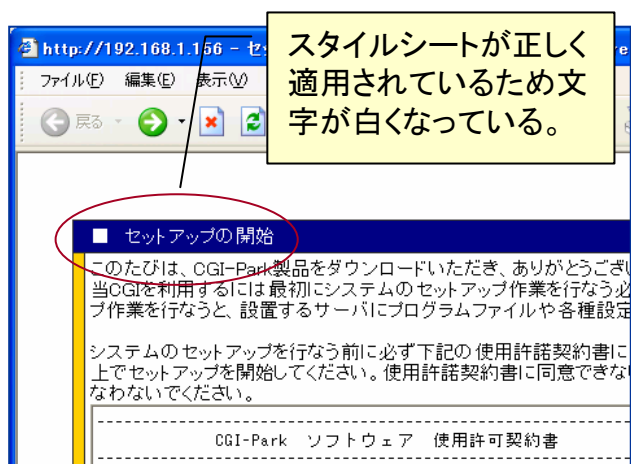 http://192.168.1.156 - セ
スタイルシートが正しく
適用されているため文
字が白くなっている。
ファイル(F) 編集(E) 表示(V)
戻る
■ セットアップの開始
このたびは、CGI-Park製品をダウンロードいただき、ありがとうござい
当CGIを利用するには最初にシステムのセットアップ作業を行なう必
プ作業を行なうと、設置するサーバにプログラムファイルや各種設定
システムのセットアップを行なう前に必ず下記の使用許諾契約書に
上でセットアップを開始してください。使用許諾契約書に同意できな
なわないでください。
CGI-Park ソフトウェア 使用許可契約書